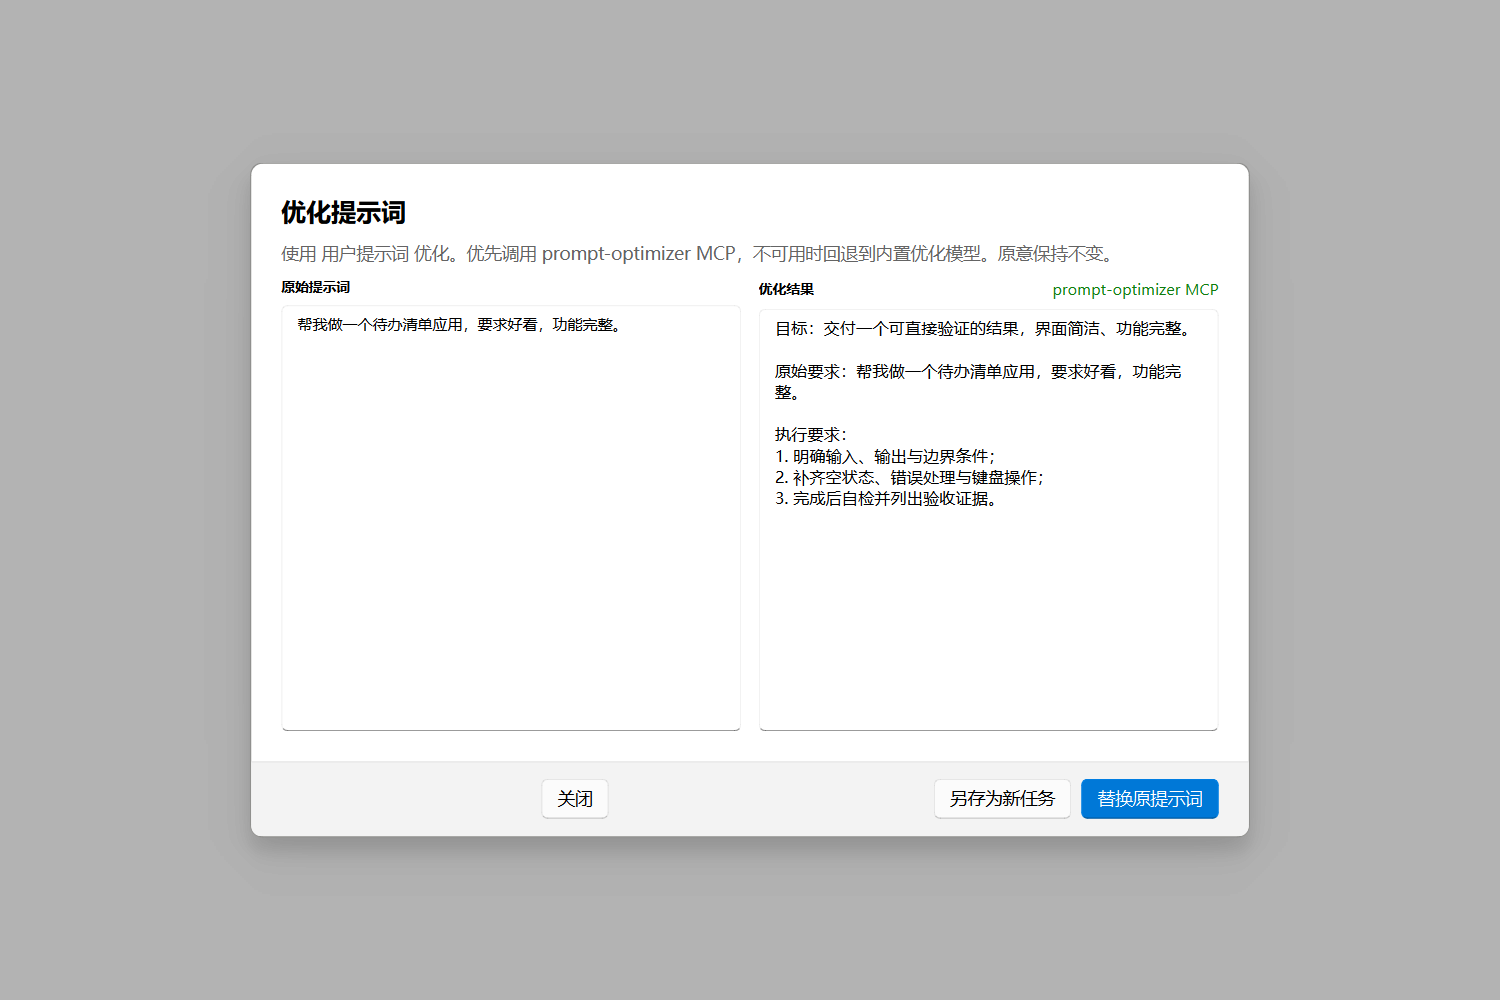 优化提示词
使用 用户提示词 优化。优先调用 prompt-optimizer MCP，不可用时回退到内置优化模型。原意保持不变。
原始提示词
帮我做一个待办清单应用，要求好看，功能完整。
优化结果
prompt-optimizer MCP
目标：交付一个可直接验证的结果，界面简洁、功能完整。
原始要求：帮我做一个待办清单应用，要求好看，功能完
整。
执行要求：
1. 明确输入、输出与边界条件；
2. 补齐空状态、错误处理与键盘操作；
3. 完成后自检并列出验收证据。
关闭
另存为新任务
替换原提示词